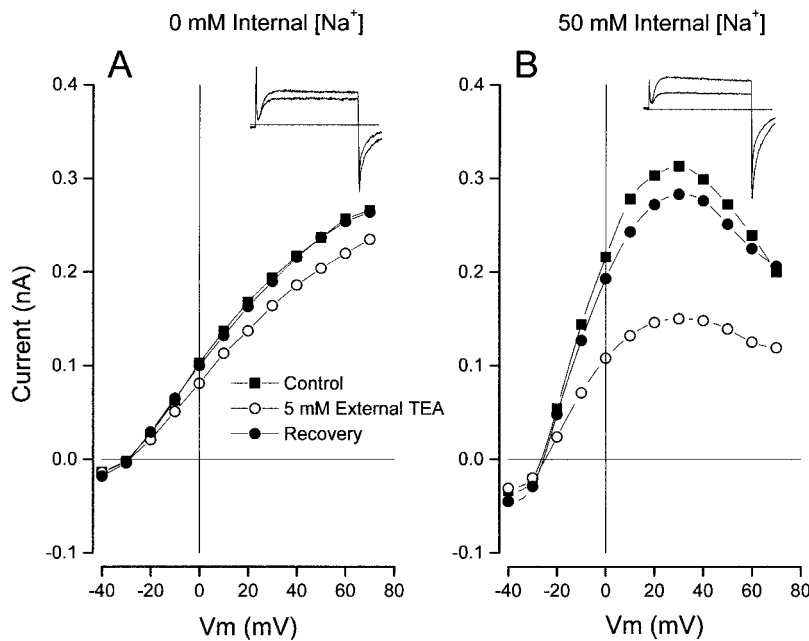 0 mM Internal [Na⁺]
50 mM Internal [Na⁺]
A
B
0.4
0.3
0.2
0.1
0.0
-0.1
Current (nA)
Control
5 mM External TEA
Recovery
-40 -20 0 20 40 60 80
Vm (mV)
0.4
0.3
0.2
0.1
0.0
-0.1
-40 -20 0 20 40 60 80
Vm (mV)